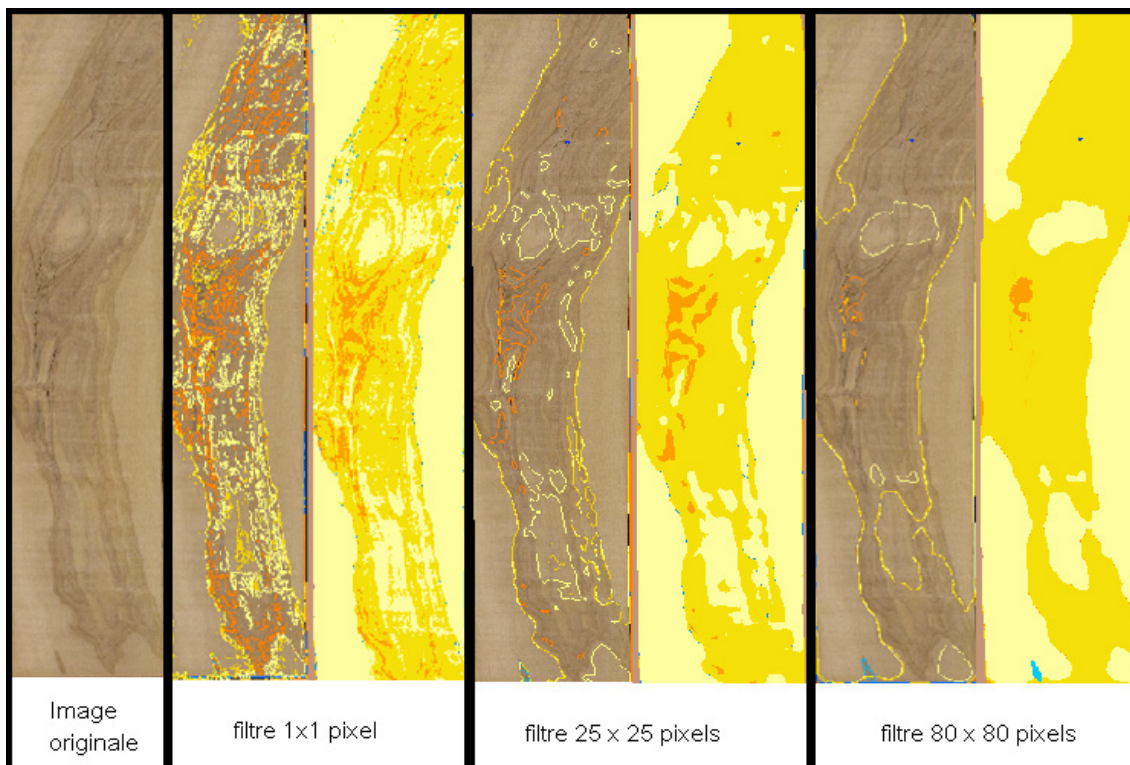 Image
originale
filtre 1x1 pixel
filtre 25 x 25 pixels
filtre 80 x 80 pixels